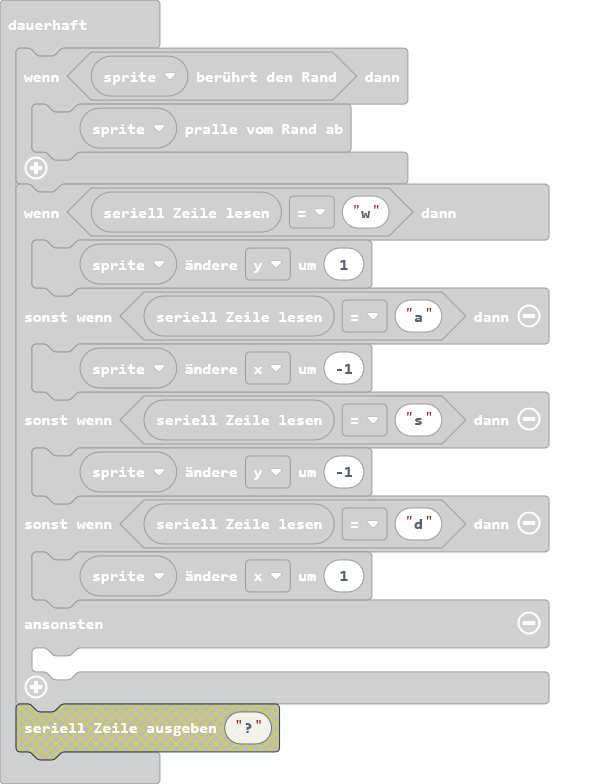 dauerhaft
wenn sprite berührt den Rand dann
sprite pralle vom Rand ab
wenn seriell Zeile lesen = "w" dann
sprite ändere y um 1
sonst wenn seriell Zeile lesen = "a" dann
sprite ändere x um -1
sonst wenn seriell Zeile lesen = "s" dann
sprite ändere y um -1
sonst wenn seriell Zeile lesen = "d" dann
sprite ändere x um 1
ansonsten
seriell Zeile ausgeben "?"